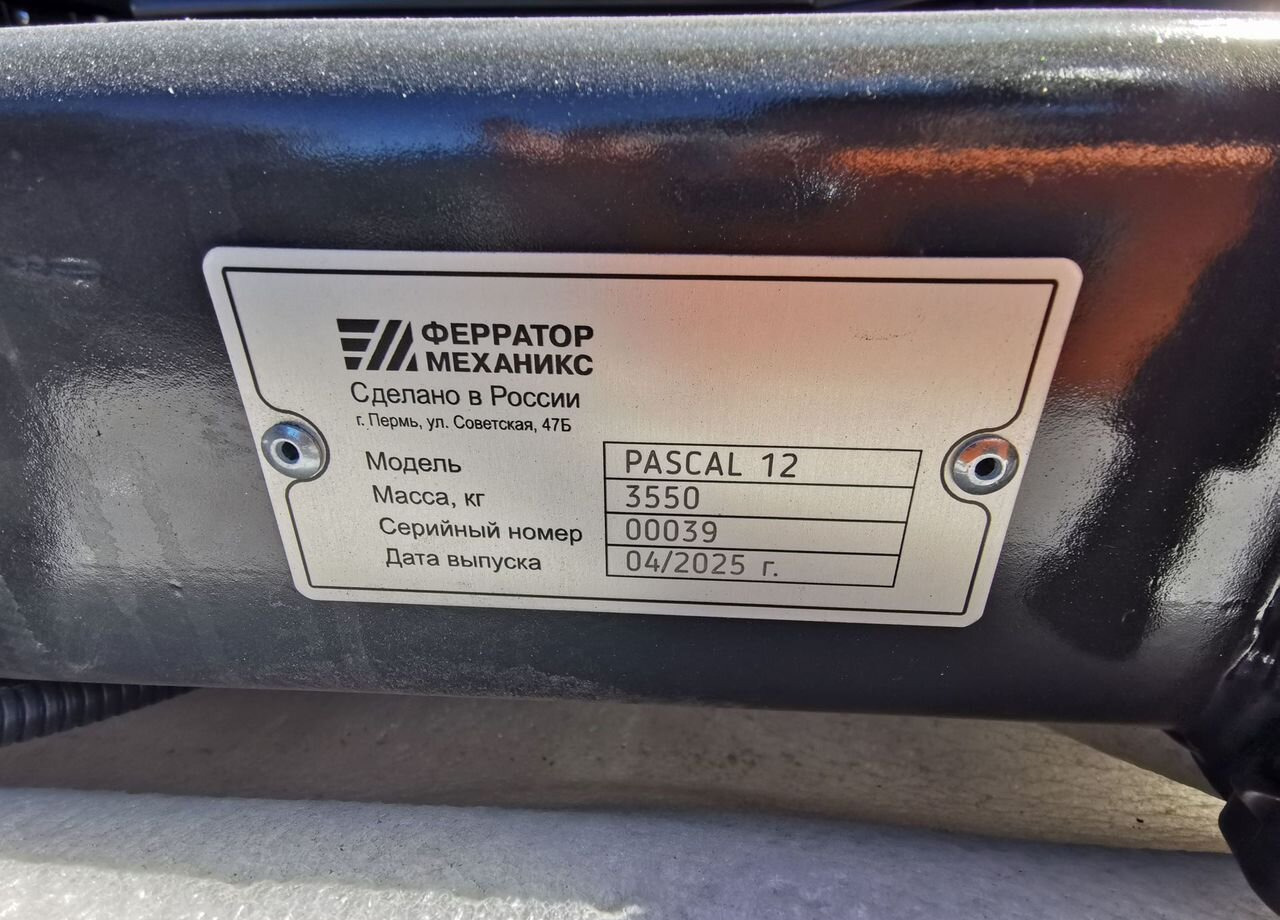 ФЕРРАТОР
МЕХАНИКС
Сделано в России
г. Пермь, ул. Советская, 47Б
Модель PASCAL 12
Масса, кг 3550
Серийный номер 00039
Дата выпуска 04/2025 г.